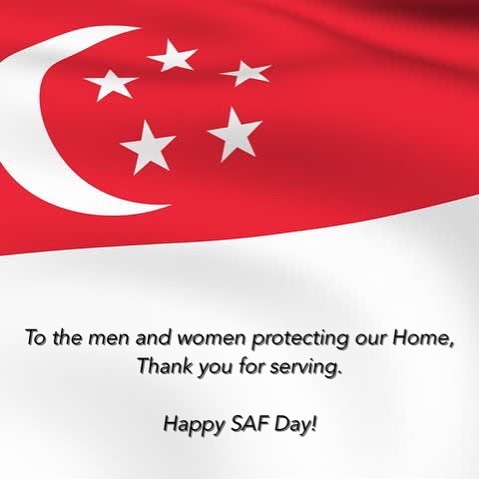 To the men and women protecting our Home,
Thank you for serving.
Happy SAF Day!